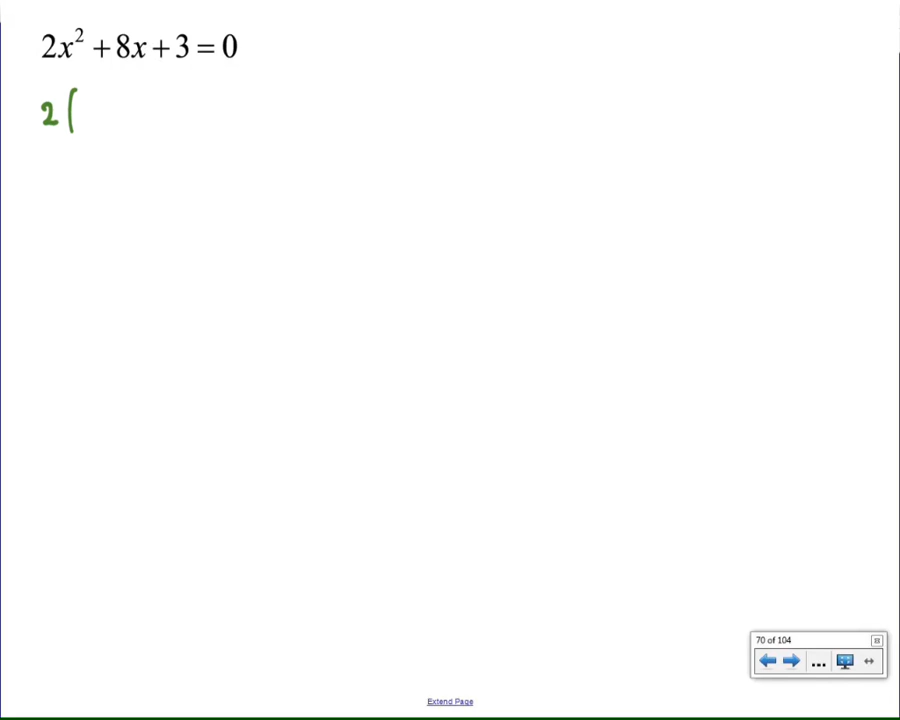 2x² + 8x + 3 = 0
2(
70 of 104
...
Extend Page